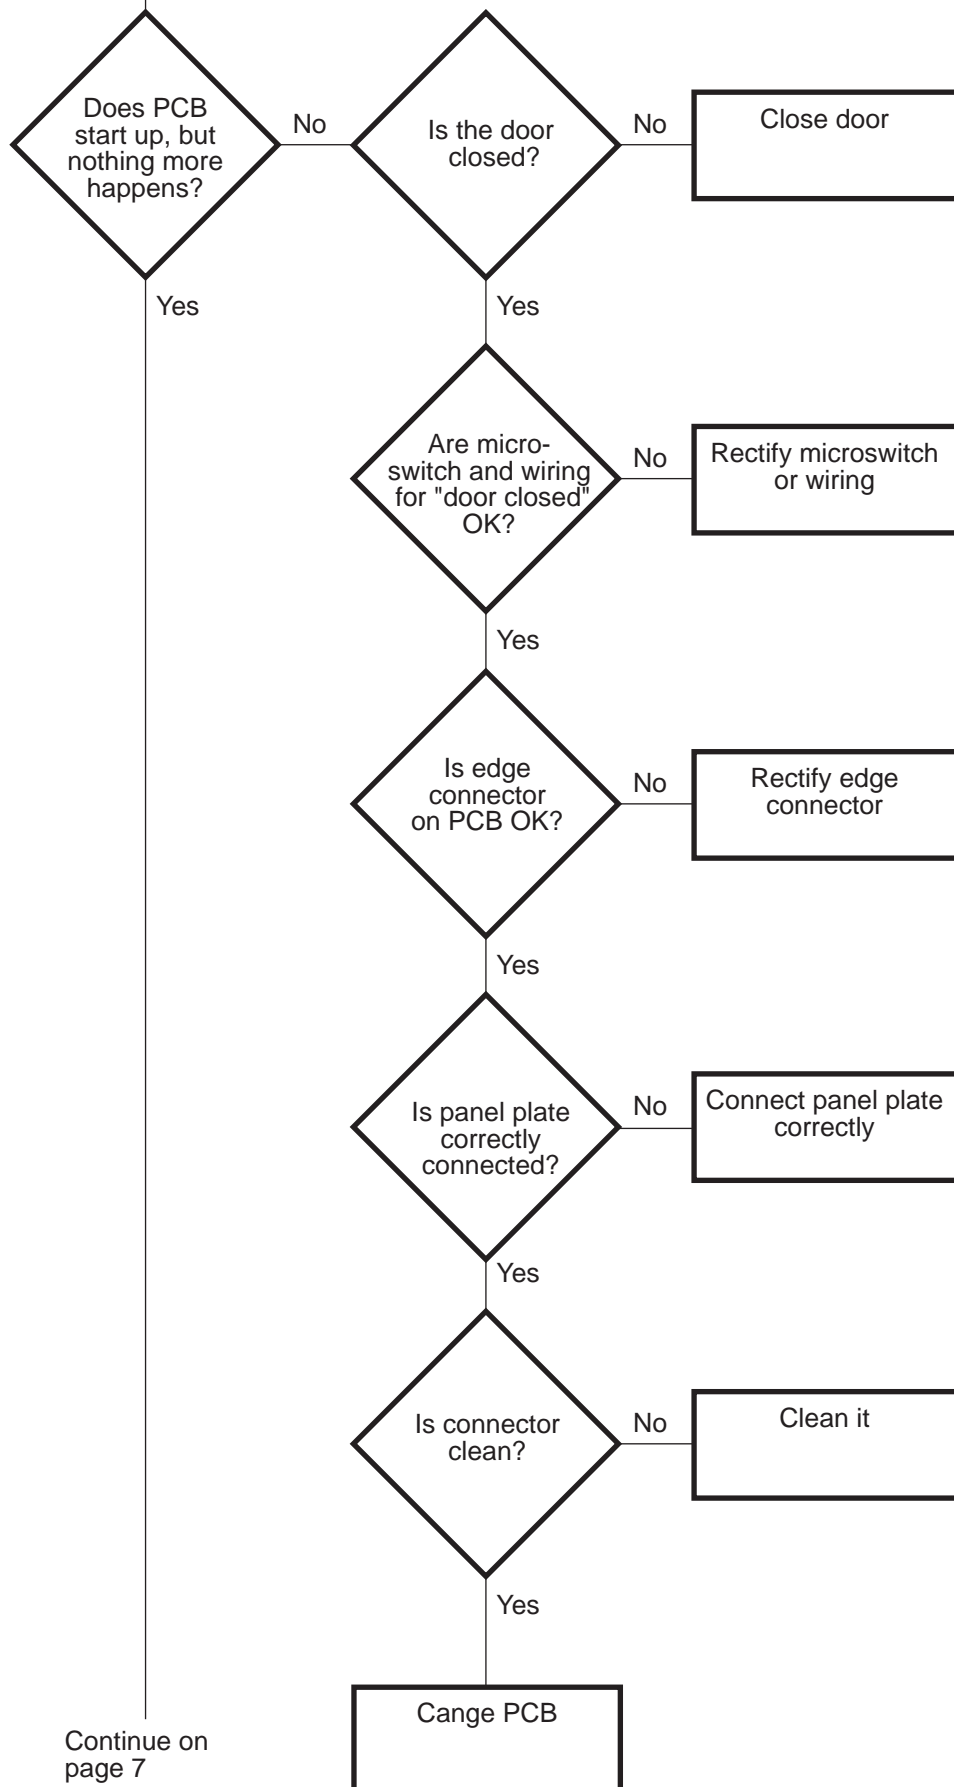 Does PCB
start up, but
nothing more
happens?
No
Is the door
closed?
No
Close door
Yes
Yes
Are micro-
switch and wiring
for "door closed"
OK?
No
Rectify microswitch
or wiring
Yes
Is edge
connector
on PCB OK?
No
Rectify edge
connector
Yes
Is panel plate
correctly
connected?
No
Connect panel plate
correctly
Yes
Is connector
clean?
No
Clean it
Yes
Cange PCB
Continue on
page 7